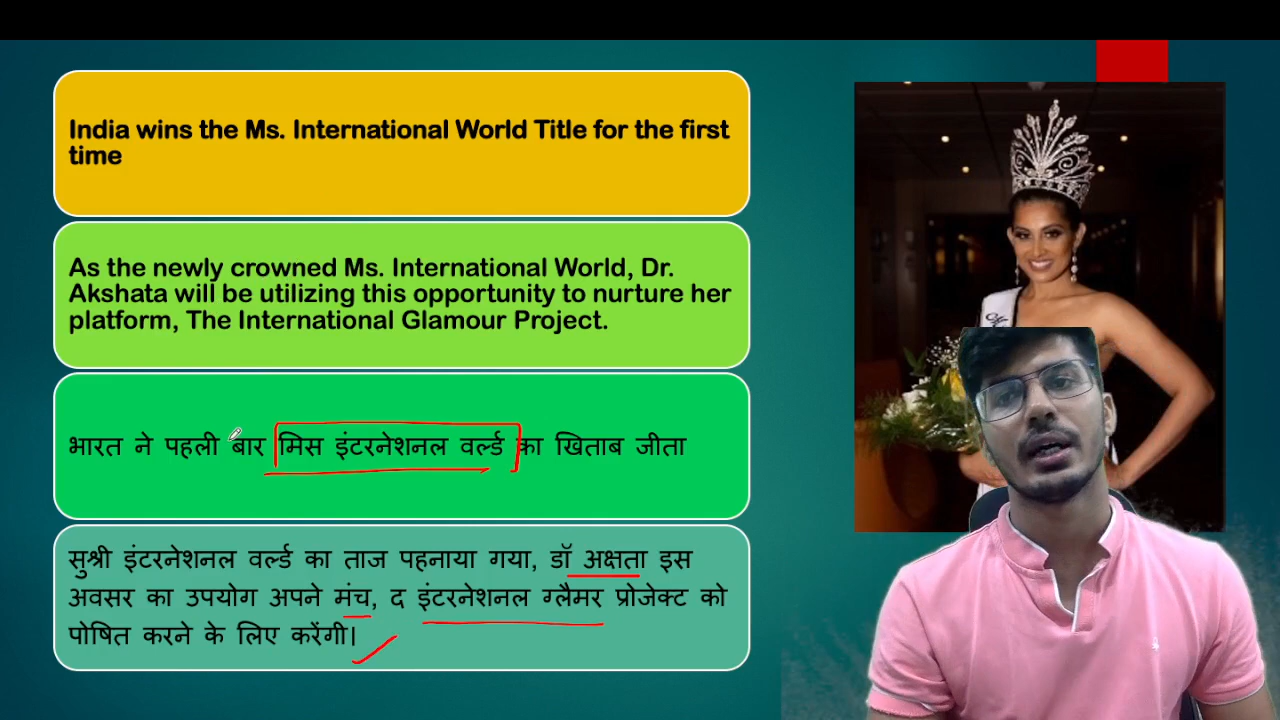 India wins the Ms. International World Title for the first
time
As the newly crowned Ms. International World, Dr.
Akshata will be utilizing this opportunity to nurture her
platform, The International Glamour Project.
भारत ने पहली बार मिस इंटरनेशनल वर्ल्ड का खिताब जीता
सुश्री इंटरनेशनल वर्ल्ड का ताज पहनाया गया, डॉ अक्षता इस
अवसर का उपयोग अपने मंच, द इंटरनेशनल ग्लैमर प्रोजेक्ट को
पोषित करने के लिए करेंगी।